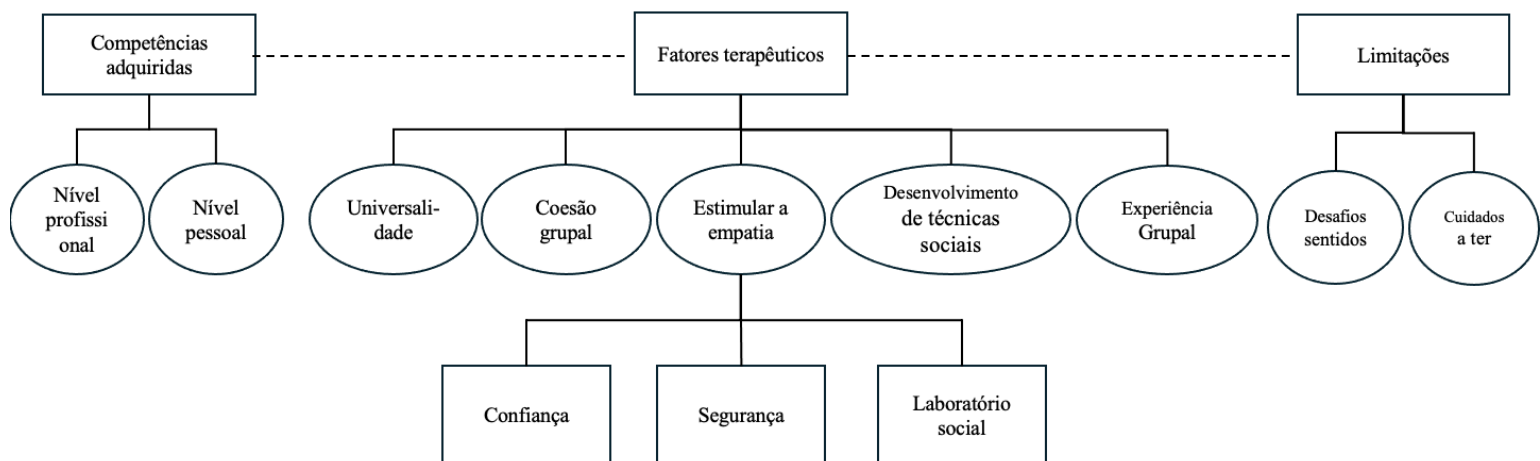 Competências
adquiridas
Fatores terapêuticos
Limitações
Nível
profissi
onal
Nível
pessoal
Universali-
dade
Coesão
grupal
Estimular a
empatia
Desenvolvimento
de técnicas
sociais
Experiência
Grupal
Desafios
sentidos
Cuidados
a ter
Confiança
Segurança
Laboratório
social